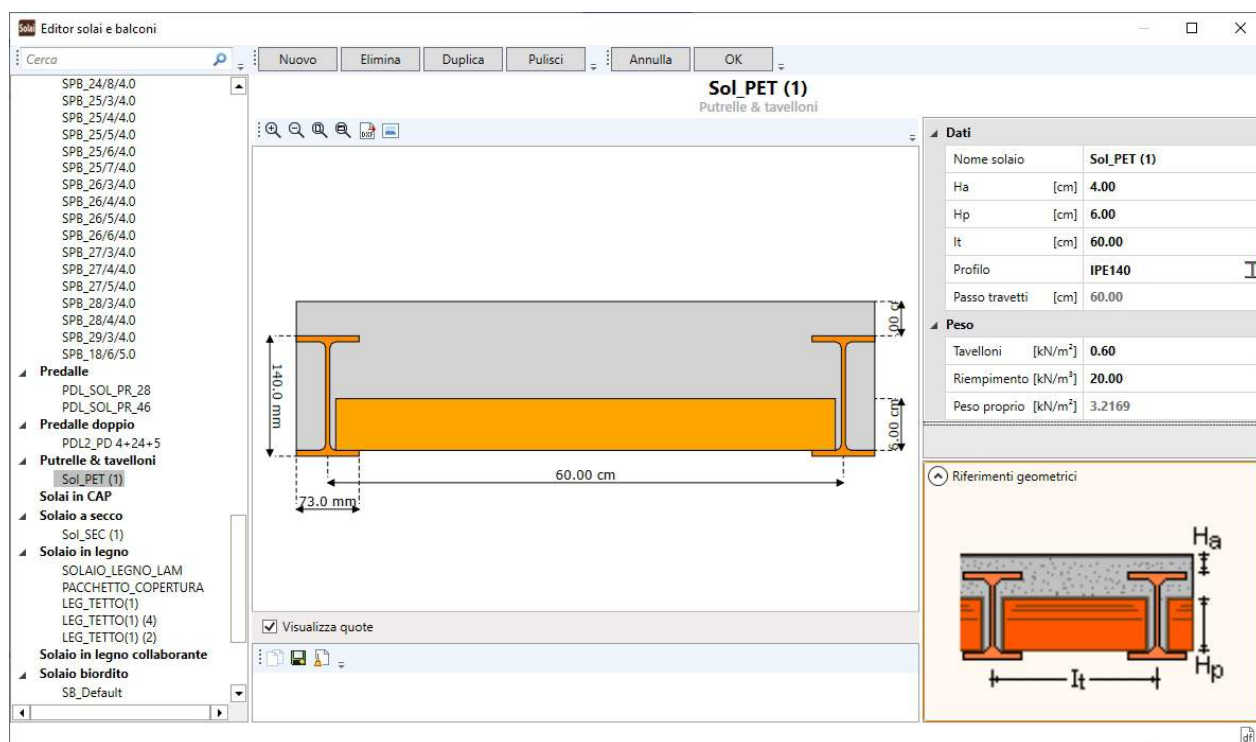 Solai Editor solai e balconi
Cerca
Nuovo Elimina Duplica Pulisci Annulla OK
SPB_24/8/4.0
SPB_25/3/4.0
SPB_25/4/4.0
SPB_25/5/4.0
SPB_25/6/4.0
SPB_25/7/4.0
SPB_26/3/4.0
SPB_26/4/4.0
SPB_26/5/4.0
SPB_26/6/4.0
SPB_27/3/4.0
SPB_27/4/4.0
SPB_27/5/4.0
SPB_28/3/4.0
SPB_28/4/4.0
SPB_29/3/4.0
SPB_18/6/5.0
Predalle
PDL_SOL_PR_28
PDL_SOL_PR_46
Predalle doppio
PDL2_PD 4+24+5
Putrelle & tavelloni
Sol_PET (1)
Solai in CAP
Solaio a secco
Sol_SEC (1)
Solaio in legno
SOLAIO_LEGNO_LAM
PACCHETTO_COPERTURA
LEG_TETTO(1)
LEG_TETTO(1) (4)
LEG_TETTO(1) (2)
Solaio in legno collaborante
Solaio biordito
SB_Default
Sol_PET (1)
Putrelle & tavelloni
DXF
00 c
140.0 mm
6.00 cm
60.00 cm
73.0 mm
Visualizza quote
Dati
Nome solaio Sol_PET (1)
Ha [cm] 4.00
Hp [cm] 6.00
It [cm] 60.00
Profilo IPE140
Passo travetti [cm] 60.00
Peso
Tavelloni [kN/m²] 0.60
Riempimento [kN/m³] 20.00
Peso proprio [kN/m²] 3.2169
Riferimenti geometrici
Ha
Hp
It
df